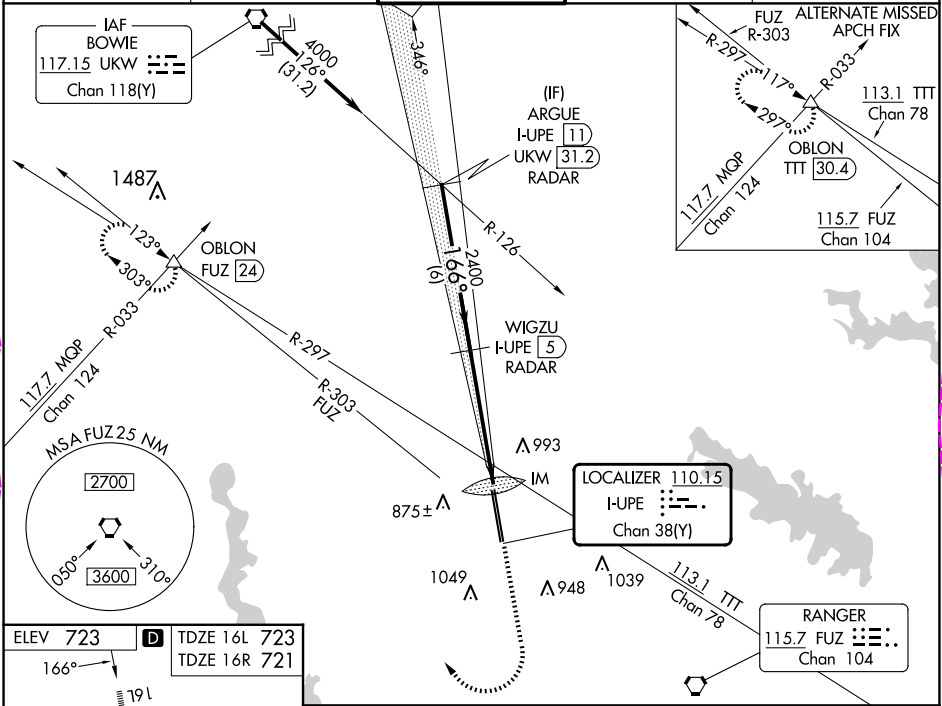 IAF
BOWIE
117.15 UKW
Chan 118(Y)
4000
126°
(31.2)
346°
(IF)
ARGUE
I-UPE 11
UKW 31.2
RADAR
FUZ
R-303
ALTERNATE MISSED
APCH FIX
R-297
117°
R-033
297°
113.1 TTT
Chan 78
OBLON
TTT 30.4
117.7 MQP
Chan 124
115.7 FUZ
Chan 104
1487
123°
303°
OBLON
FUZ 24
R-033
117.7 MQP
Chan 124
R-126
2400
166°
(6)
WIGZU
I-UPE 5
RADAR
R-297
R-303
FUZ
MSA FUZ 25 NM
2700
050°
310°
3600
993
IM
875±
LOCALIZER 110.15
I-UPE
Chan 38(Y)
1049
948
1039
113.1 TTT
Chan 78
RANGER
115.7 FUZ
Chan 104
ELEV 723
D
TDZE 16L 723
TDZE 16R 721
166°
16L